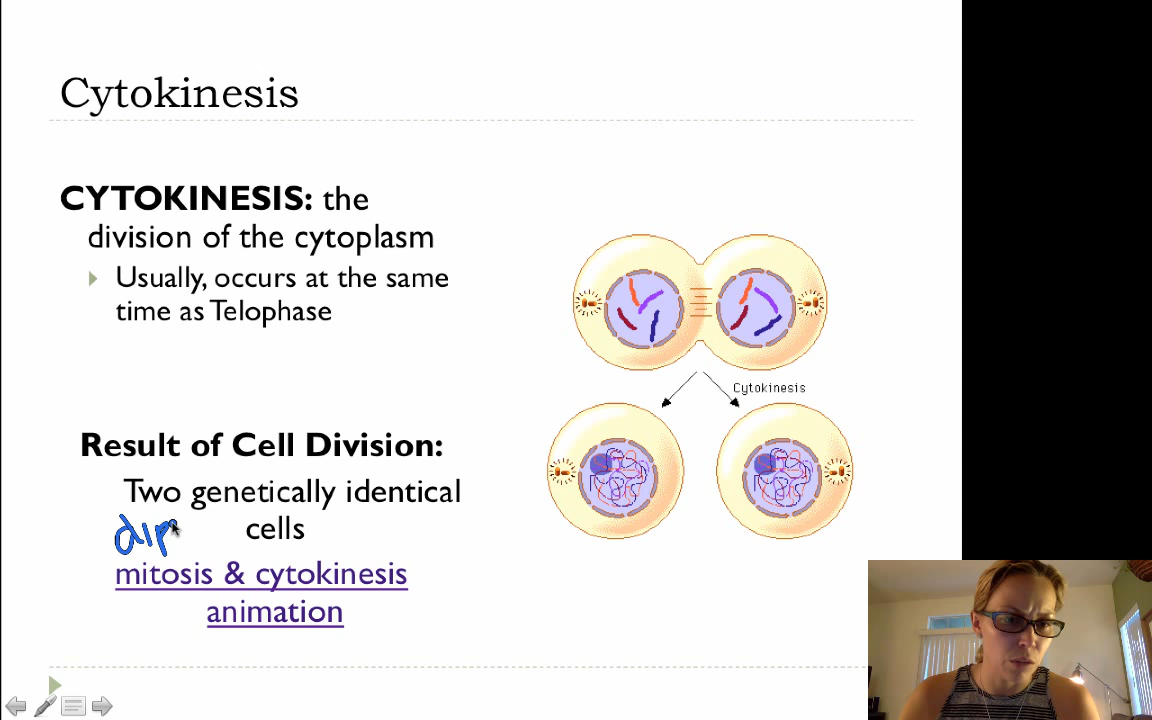 Cytokinesis
CYTOKINESIS: the
division of the cytoplasm
Usually, occurs at the same
time as Telophase
Cytokinesis
Result of Cell Division:
Two genetically identical
dip cells
mitosis & cytokinesis
animation